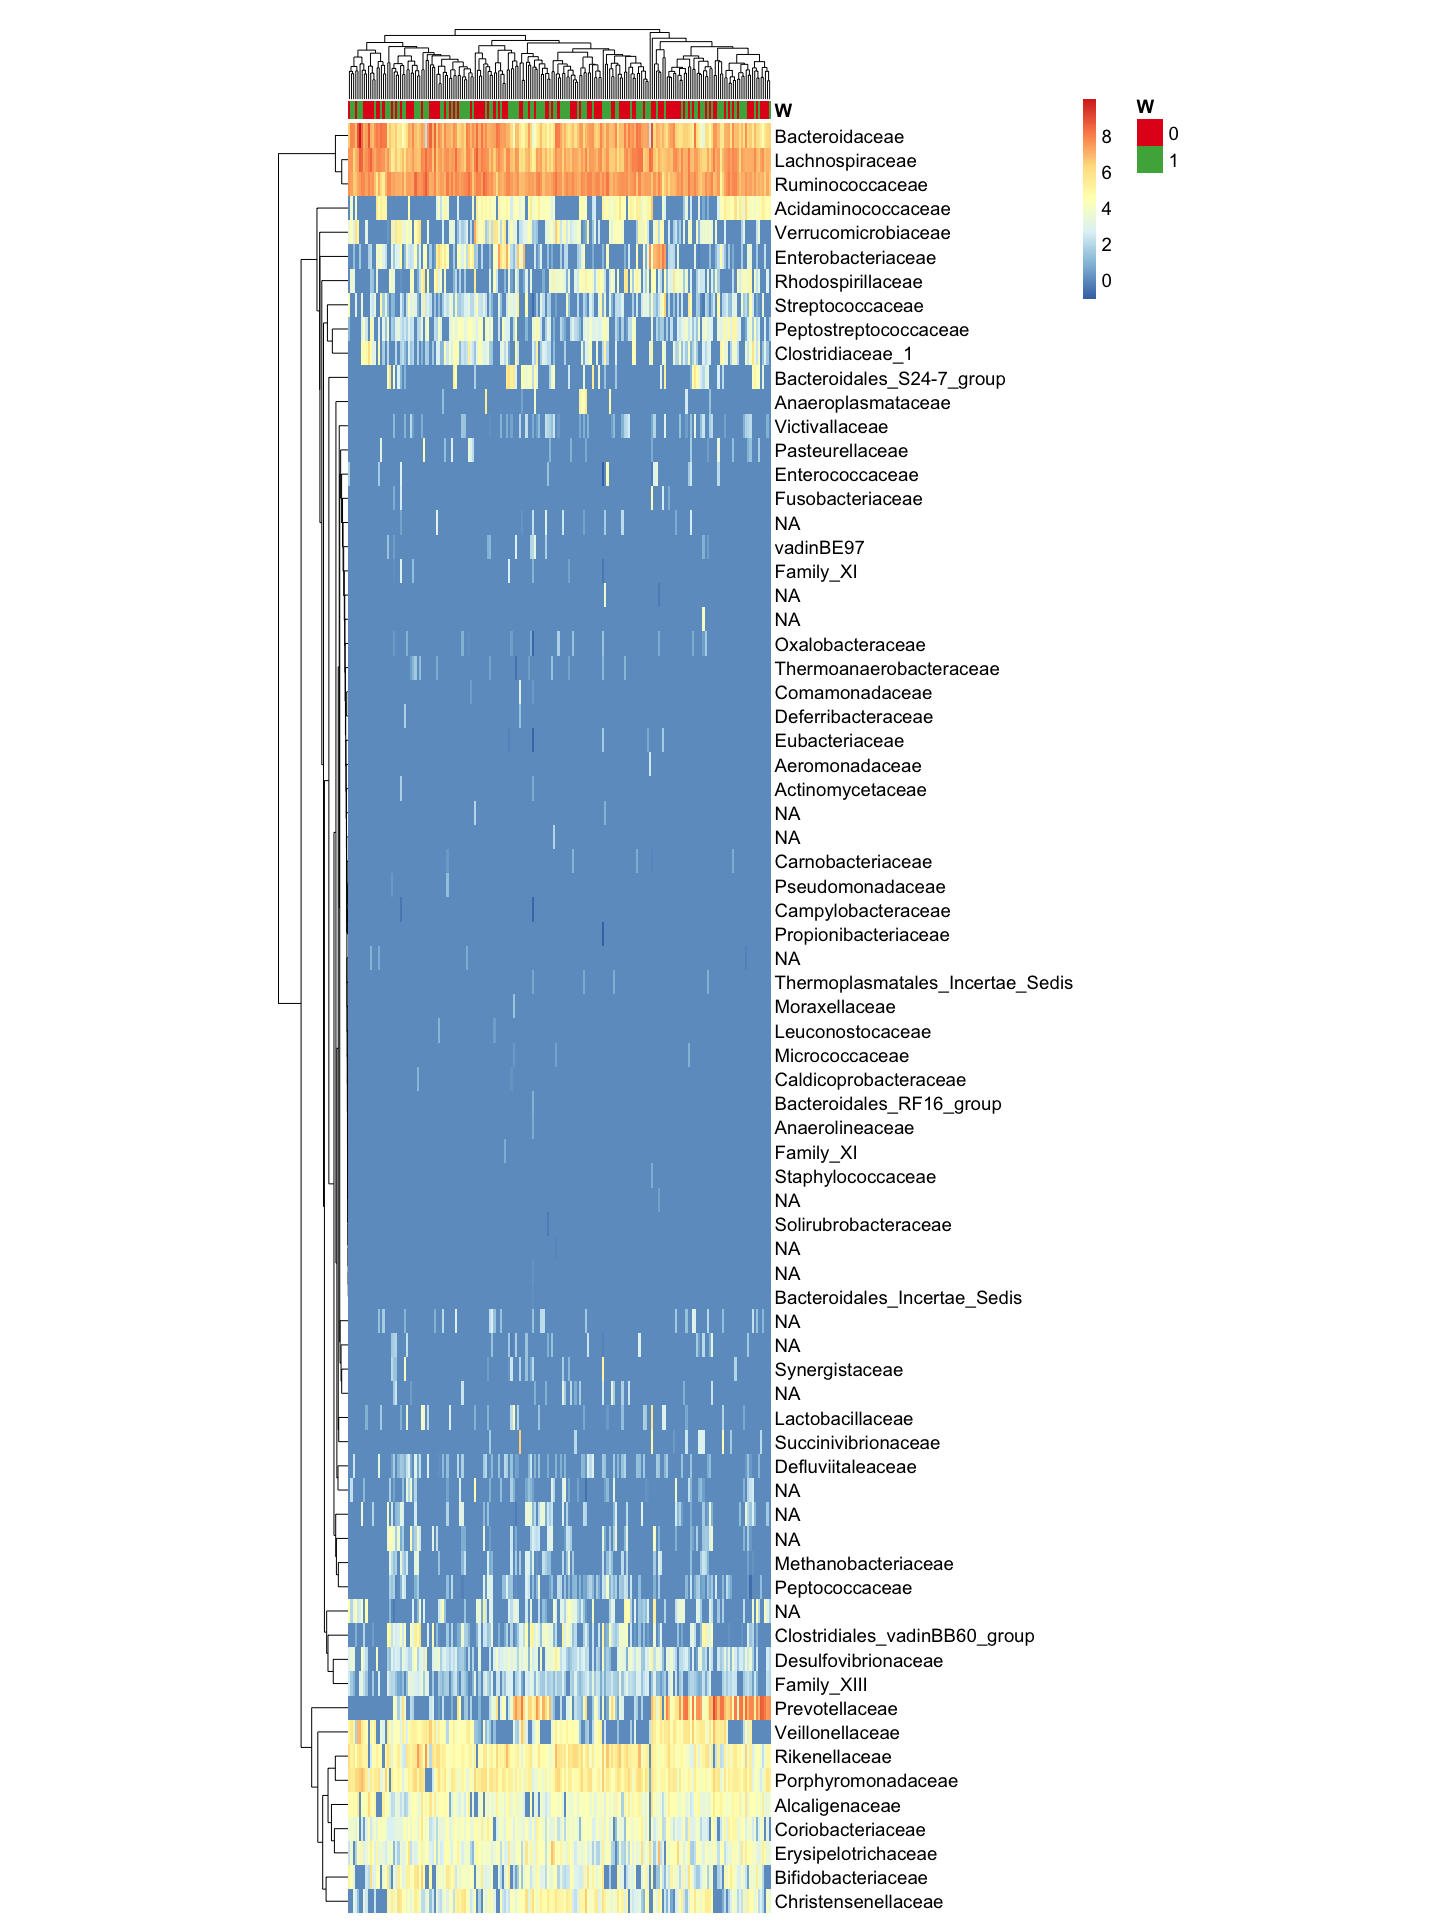 W
Bacteroidaceae
Lachnospiraceae
Ruminococcaceae
Acidaminococcaceae
Verrucomicrobiaceae
Enterobacteriaceae
Rhodospirillaceae
Streptococcaceae
Peptostreptococcaceae
Clostridiaceae_1
Bacteroidales_S24-7_group
Anaeroplasmataceae
Victivallaceae
Pasteurellaceae
Enterococcaceae
Fusobacteriaceae
NA
vadinBE97
Family_XI
NA
NA
Oxalobacteraceae
Thermoanaerobacteraceae
Comamonadaceae
Deferribacteraceae
Eubacteriaceae
Aeromonadaceae
Actinomycetaceae
NA
NA
Carnobacteriaceae
Pseudomonadaceae
Campylobacteraceae
Propionibacteriaceae
NA
Thermoplasmatales_Incertae_Sedis
Moraxellaceae
Leuconostocaceae
Micrococcaceae
Caldicoprobacteraceae
Bacteroidales_RF16_group
Anaerolineaceae
Family_XI
Staphylococcaceae
NA
Solirubrobacteraceae
NA
NA
Bacteroidales_Incertae_Sedis
NA
NA
Synergistaceae
NA
Lactobacillaceae
Succinivibrionaceae
Defluviitaleaceae
NA
NA
NA
Methanobacteriaceae
Peptococcaceae
NA
Clostridiales_vadinBB60_group
Desulfovibrionaceae
Family_XIII
Prevotellaceae
Veillonellaceae
Rikenellaceae
Porphyromonadaceae
Alcaligenaceae
Coriobacteriaceae
Erysipelotrichaceae
Bifidobacteriaceae
Christensenellaceae
8
6
4
2
0
W
0
1